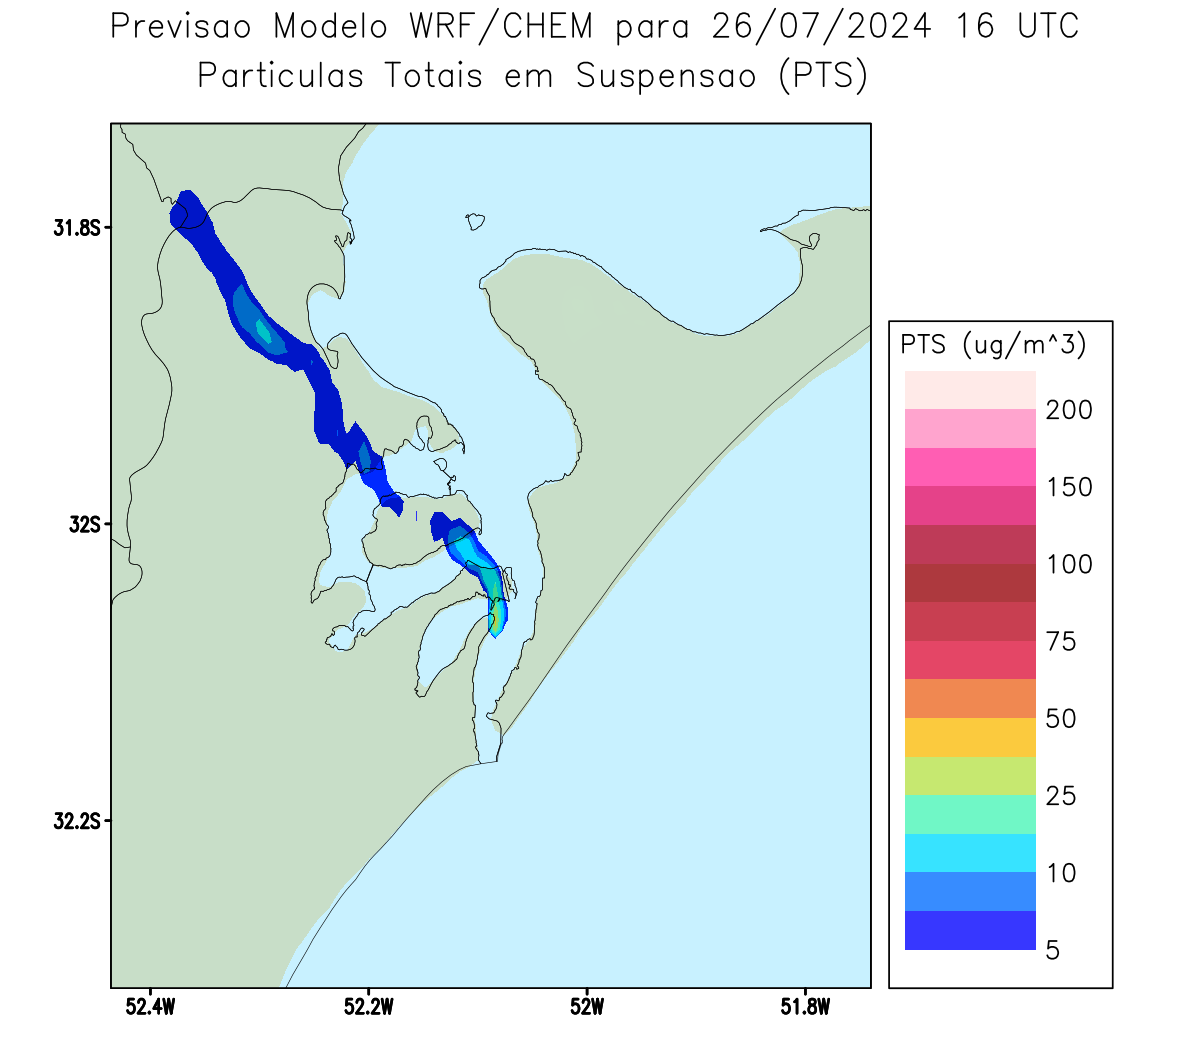 Previsao Modelo WRF/CHEM para 26/07/2024 16 UTC
Particulas Totais em Suspensao (PTS)
31.8S
32S
32.2S
52.4W
52.2W
52W
51.8W
PTS (ug/m^3)
200
150
100
75
50
25
10
5